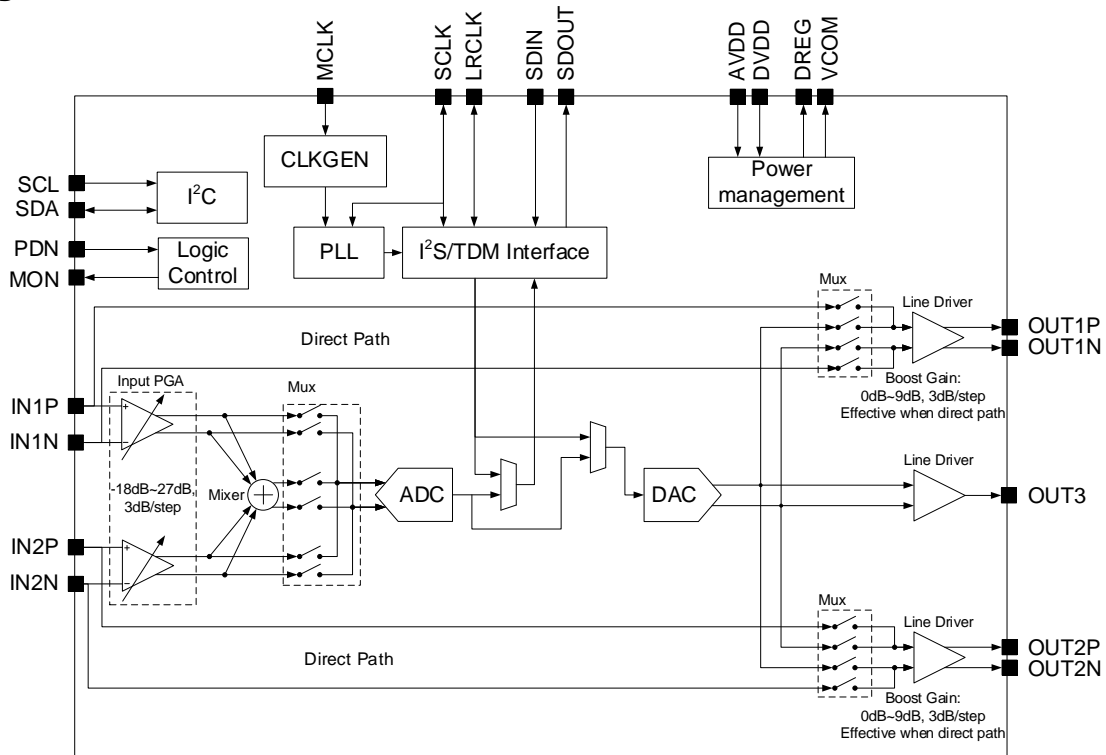 MCLK
SCLK
LRCLK
SDIN
SDOUT
AVDD
DVDD
DREG
VCOM
CLKGEN
Power
management
SCL
SDA
I²C
PDN
MON
Logic
Control
PLL
I²S/TDM Interface
Mux
Line Driver
OUT1P
OUT1N
Direct Path
Boost Gain:
0dB~9dB, 3dB/step
Effective when direct path
Input PGA
Mux
IN1P
IN1N
-18dB~27dB,
3dB/step
Mixer
ADC
DAC
Line Driver
OUT3
IN2P
IN2N
Mux
Line Driver
OUT2P
OUT2N
Direct Path
Boost Gain:
0dB~9dB, 3dB/step
Effective when direct path